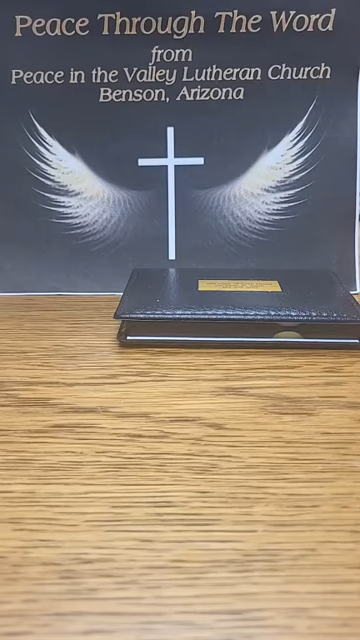 Peace Through The Word
from
Peace in the Valley Lutheran Church
Benson, Arizona